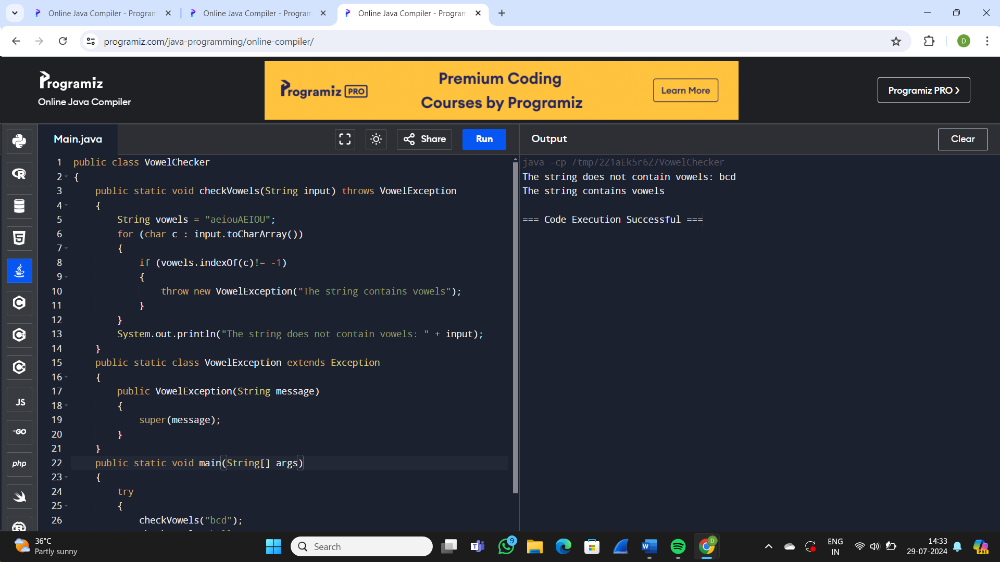 Online Java Compiler - Program
Online Java Compiler - Program
Online Java Compiler - Program
programiz.com/java-programming/online-compiler/
D
Programiz
Online Java Compiler
Programiz PRO
Premium Coding
Courses by Programiz
Learn More
Programiz PRO
Main.java
Share
Run
Output
Clear
1 public class VowelChecker
2 {
3 public static void checkVowels(String input) throws VowelException
4 {
5 String vowels = "aeiouAEIOU";
6 for (char c : input.toCharArray())
7 {
8 if (vowels.indexOf(c)!= -1)
9 {
10 throw new VowelException("The string contains vowels");
11 }
12 }
13 System.out.println("The string does not contain vowels: " + input);
14 }
15 public static class VowelException extends Exception
16 {
17 public VowelException(String message)
18 {
19 super(message);
20 }
21 }
22 public static void main(String[] args)
23 {
24 try
25 {
26 checkVowels("bcd");
java -cp /tmp/2Z1aEk5r6Z/VowelChecker
The string does not contain vowels: bcd
The string contains vowels
=== Code Execution Successful ===
R
5
C
C
C
JS
GO
php
R
36°C
Partly sunny
Search
T
9
W
D
ENG
IN
14:33
29-07-2024
PRE